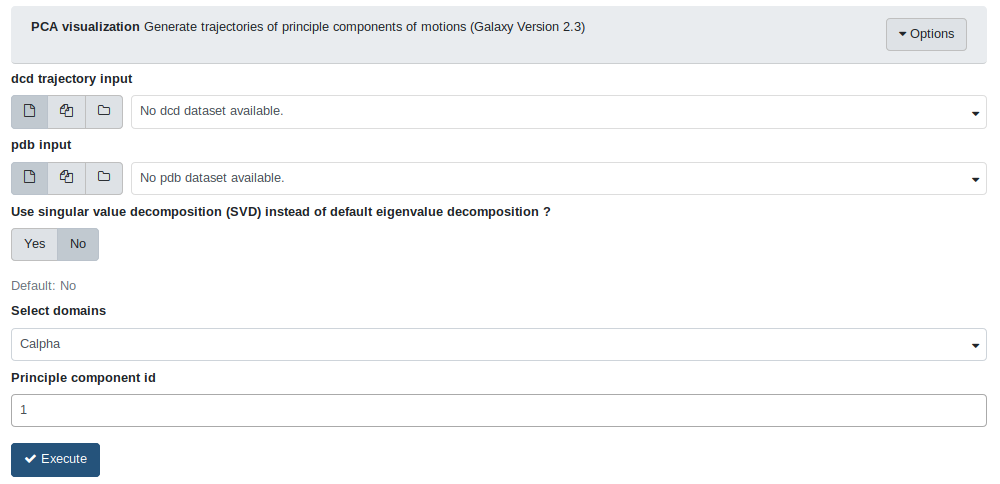 PCA visualization Generate trajectories of principle components of motions (Galaxy Version 2.3)
Options
dcd trajectory input
No dcd dataset available.
pdb input
No pdb dataset available.
Use singular value decomposition (SVD) instead of default eigenvalue decomposition ?
Yes No
Default: No
Select domains
Calpha
Principle component id
1
Execute